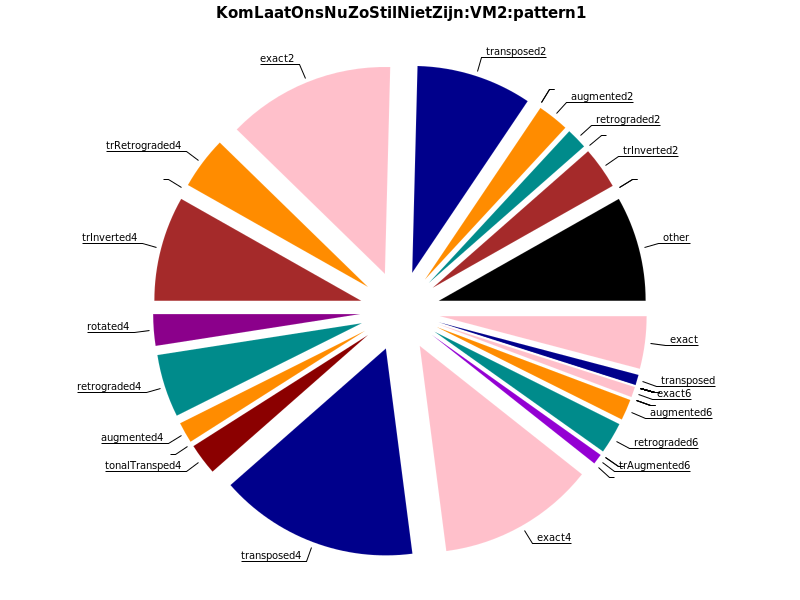 KomLaatOnsNuZoStilNietZijn:VM2:pattern1
exact2
transposed2
augmented2
retrograded2
trRetrograded4
trInverted2
trInverted4
other
rotated4
exact
transposed
exact6
retrograded4
augmented6
augmented4
retrograded6
tonalTransped4
trAugmented6
exact4
transposed4